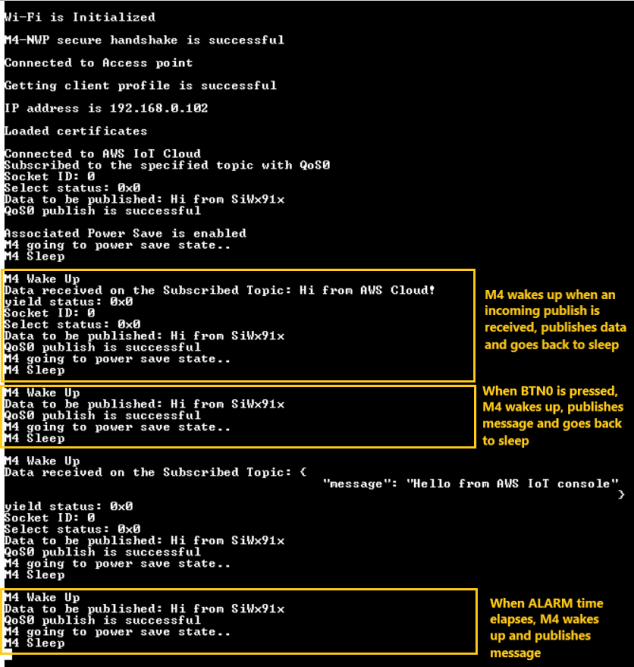 Wi-Fi is Initialized
M4-NWP secure handshake is successful
Connected to Access point
Getting client profile is successful
IP address is 192.168.0.102
Loaded certificates
Connected to AWS IoT Cloud
Subscribed to the specified topic with QoS0
Socket ID: 0
Select status: 0x0
Data to be published: Hi from SiWx91x
QoS0 publish is successful
Associated Power Save is enabled
M4 going to power save state..
M4 Sleep
M4 Wake Up
Data received on the Subscribed Topic: Hi from AWS Cloud!
yield status: 0x0
Socket ID: 0
Select status: 0x0
Data to be published: Hi from SiWx91x
QoS0 publish is successful
M4 going to power save state..
M4 Sleep
M4 wakes up when an
incoming publish is
received, publishes data
and goes back to sleep
M4 Wake Up
Data to be published: Hi from SiWx91x
QoS0 publish is successful
M4 going to power save state..
M4 Sleep
When BTN0 is pressed,
M4 wakes up, publishes
message and goes back
to sleep
M4 Wake Up
Data received on the Subscribed Topic: {
"message": "Hello from AWS IoT console"
}
yield status: 0x0
Socket ID: 0
Select status: 0x0
Data to be published: Hi from SiWx91x
QoS0 publish is successful
M4 going to power save state..
M4 Sleep
M4 Wake Up
Data to be published: Hi from SiWx91x
QoS0 publish is successful
M4 going to power save state..
M4 Sleep
When ALARM time
elapses, M4 wakes
up and publishes
message